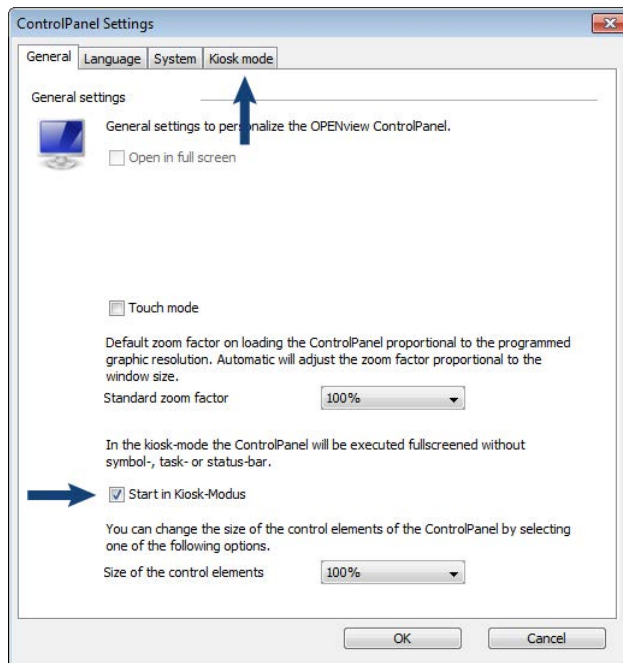 ControlPanel Settings
General Language System Kiosk mode
General settings
General settings to personalize the OPENview ControlPanel.
Open in full screen
Touch mode
Default zoom factor on loading the ControlPanel proportional to the programmed
graphic resolution. Automatic will adjust the zoom factor proportional to the
window size.
Standard zoom factor 100%
In the kiosk-mode the ControlPanel will be executed fullscreened without
symbol-, task- or status-bar.
Start in Kiosk-Modus
You can change the size of the control elements of the ControlPanel by selecting
one of the following options.
Size of the control elements 100%
OK Cancel